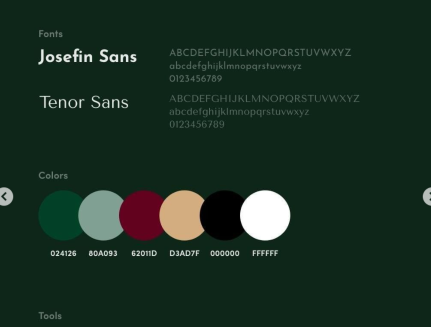 Fonts
Josefin Sans
ABCDEFGHIJKLMNOPQRSTUVWXYZ
abcdefghijklmnopqrstuvwxyz
0123456789
Tenor Sans
ABCDEFGHIJKLMNOPQRSTUVWXYZ
abcdefghijklmnopqrstuvwxyz
0123456789
Colors
024126 80A093 62011D D3AD7F 000000 FFFFFF
Tools